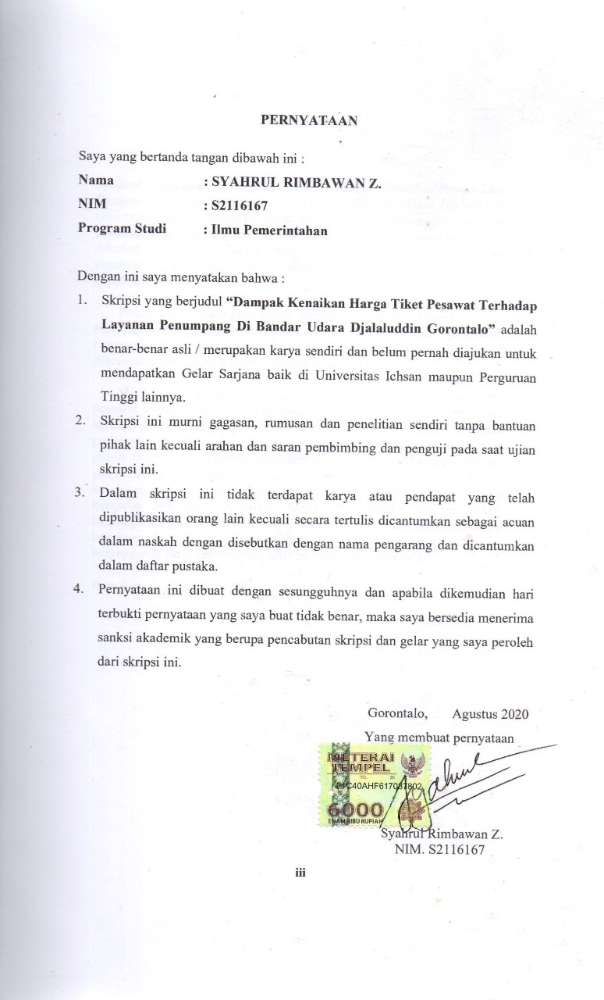 PERNYATAAN
Saya yang bertanda tangan dibawah ini :
Nama : SYAHRUL RIMBAWAN Z.
NIM : S2116167
Program Studi : Ilmu Pemerintahan
Dengan ini saya menyatakan bahwa :
1. Skripsi yang berjudul “Dampak Kenaikan Harga Tiket Pesawat Terhadap
Layanan Penumpang Di Bandar Udara Djalaluddin Gorontalo” adalah
benar-benar asli / merupakan karya sendiri dan belum pernah diajukan untuk
mendapatkan Gelar Sarjana baik di Universitas Ichsan maupun Perguruan
Tinggi lainnya.
2. Skripsi ini murni gagasan, rumusan dan penelitian sendiri tanpa bantuan
pihak lain kecuali arahan dan saran pembimbing dan penguji pada saat ujian
skripsi ini.
3. Dalam skripsi ini tidak terdapat karya atau pendapat yang telah
dipublikasikan orang lain kecuali secara tertulis dicantumkan sebagai acuan
dalam naskah dengan disebutkan dengan nama pengarang dan dicantumkan
dalam daftar pustaka.
4. Pernyataan ini dibuat dengan sesungguhnya dan apabila dikemudian hari
terbukti pernyataan yang saya buat tidak benar, maka saya bersedia menerima
sanksi akademik yang berupa pencabutan skripsi dan gelar yang saya peroleh
dari skripsi ini.
Gorontalo, Agustus 2020
Yang membuat pernyataan
METERAI
TEMPEL
6000
ENAM RIBU RUPIAH
Syahrul Rimbawan Z.
NIM. S2116167
iii